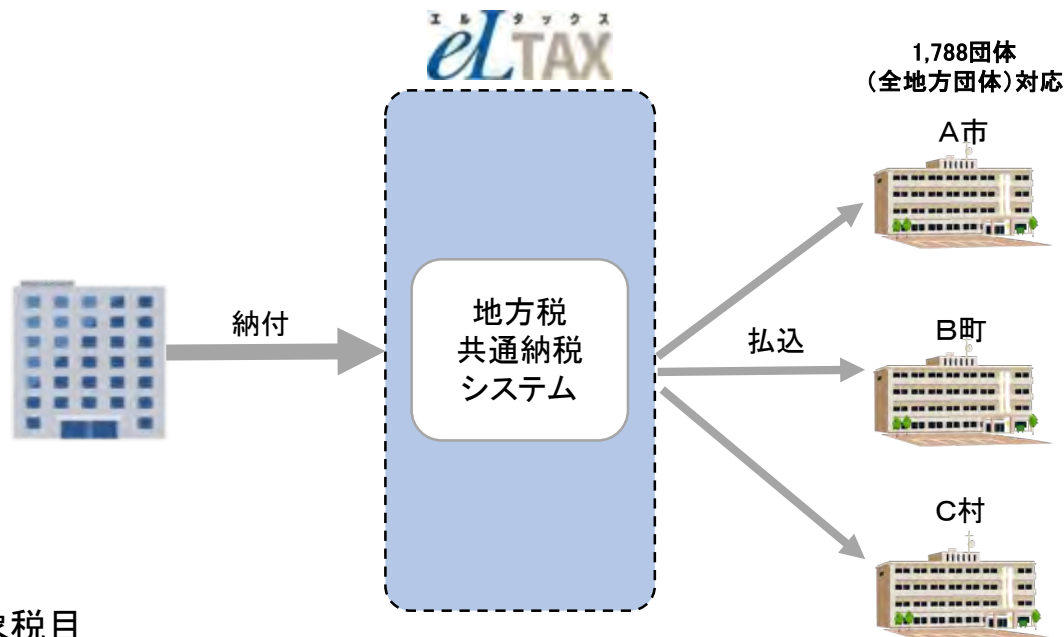 エルタックス
eLTAX
1,788団体
（全地方団体）対応
A市
納付
地方税
共通納税
システム
払込
B町
C村
税目